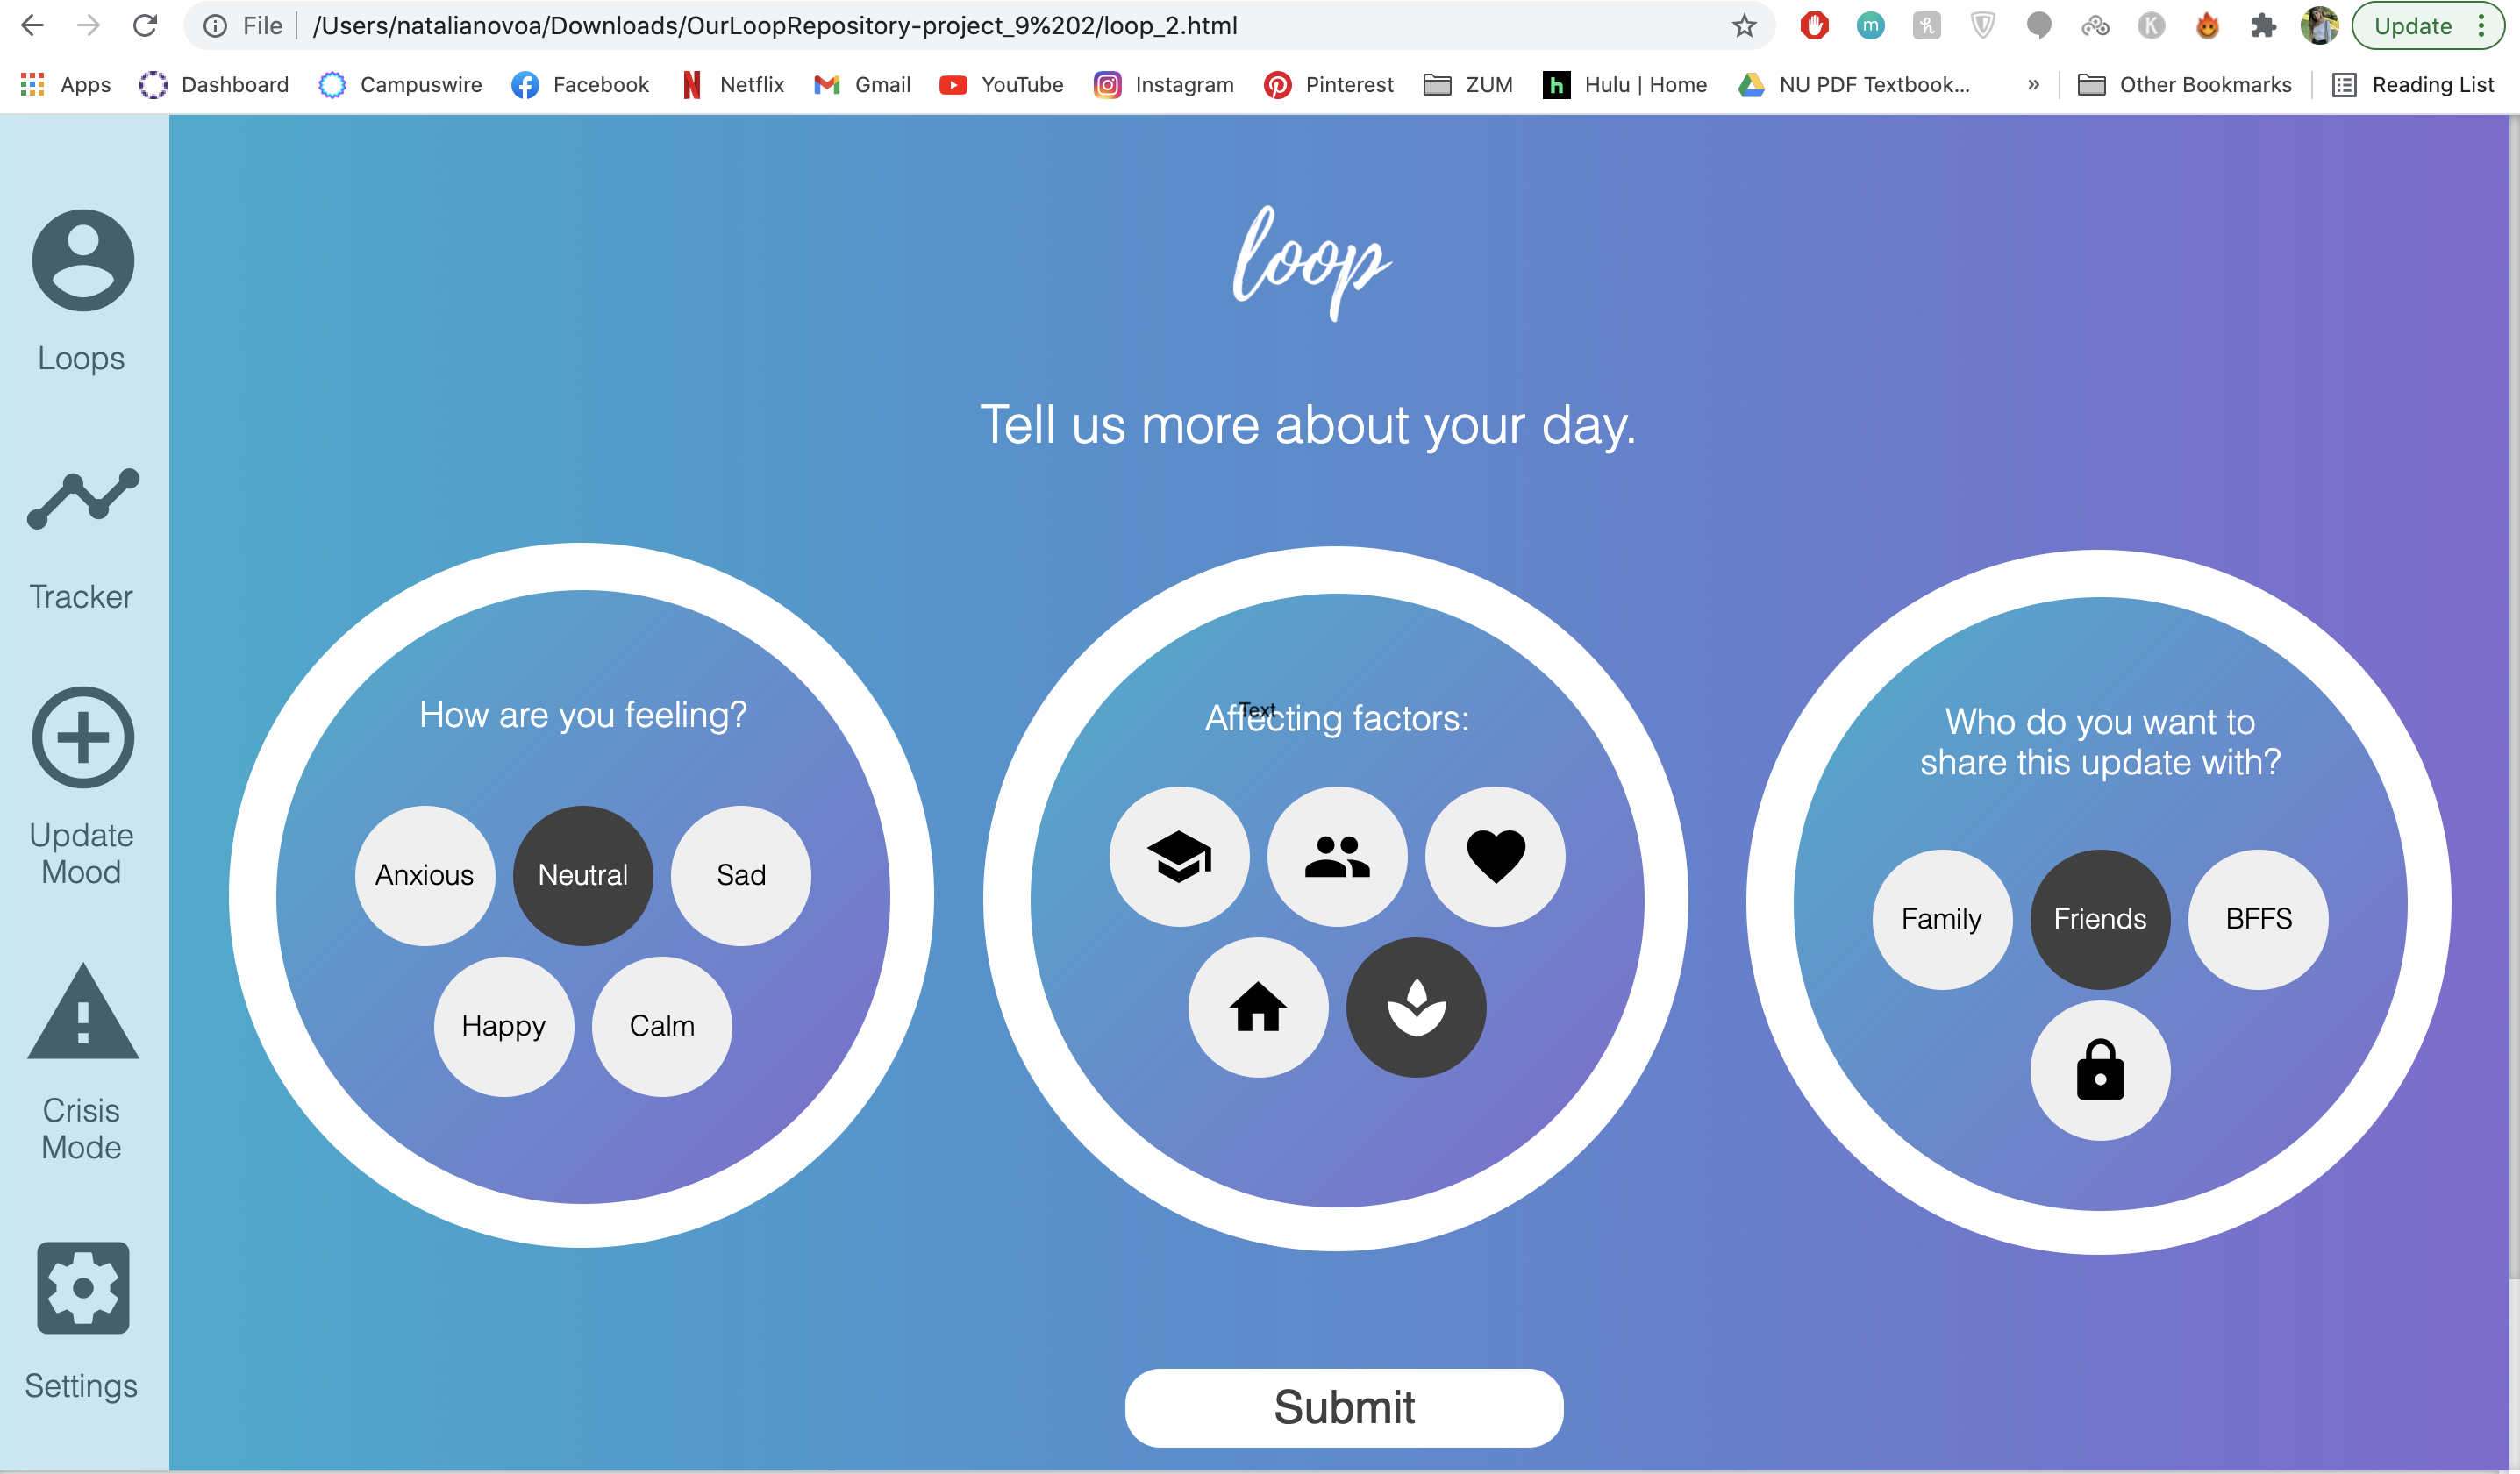 File
/Users/natalianovoa/Downloads/OurLoopRepository-project_9%202/loop_2.html
m
h
K
Update
Apps
Dashboard
Campuswire
Facebook
Netflix
Gmail
YouTube
Instagram
Pinterest
ZUM
h
Hulu | Home
NU PDF Textbook...
»
Other Bookmarks
Reading List
Loops
Tracker
Update
Mood
Crisis
Mode
Settings
loop
Tell us more about your day.
How are you feeling?
Anxious
Neutral
Sad
Happy
Calm
Text
Affecting factors:
Who do you want to
share this update with?
Family
Friends
BFFS
Submit